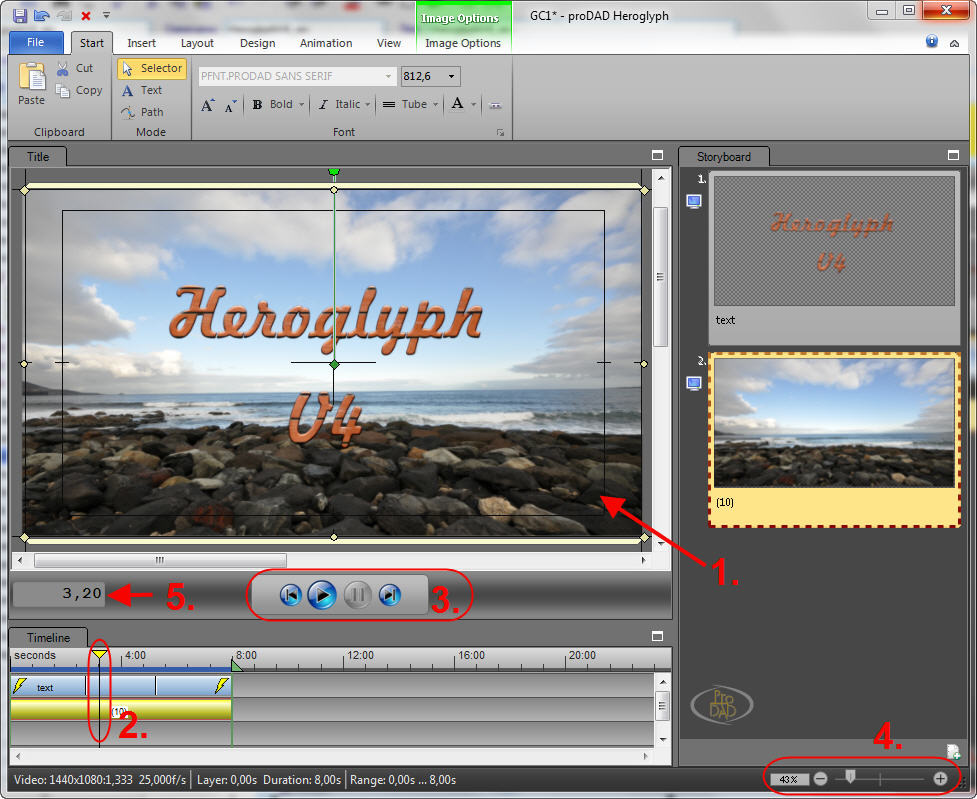 Image Options
GC1* - proDAD Heroglyph
File
Start
Insert
Layout
Design
Animation
View
Image Options
Paste
Cut
Copy
Clipboard
Selector
Text
Path
Mode
PFNT.PRODAD SANS SERIF
812,6
A A
B Bold
I Italic
Tube
A
Font
Title
Storyboard
Heroglyph
V4
1.
Heroglyph
V4
text
2.
(10)
1.
3,20
5.
3.
Timeline
seconds
4:00
8:00
12:00
16:00
20:00
text
(10)
2.
ProDAD
4.
43%
Video: 1440x1080:1,333 25,000f/s
Layer: 0,00s Duration: 8,00s
Range: 0,00s ... 8,00s